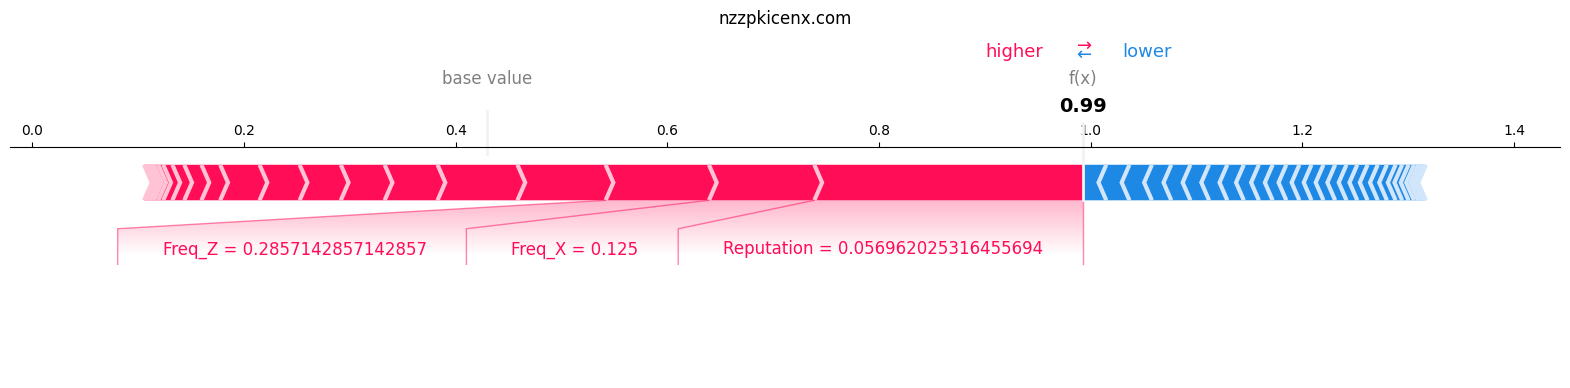 nzzpkicenx.com
higher → ← lower
base value f(x)
0.99
0.0 0.2 0.4 0.6 0.8 1.0 1.2 1.4
Freq_Z = 0.2857142857142857 Freq_X = 0.125 Reputation = 0.056962025316455694